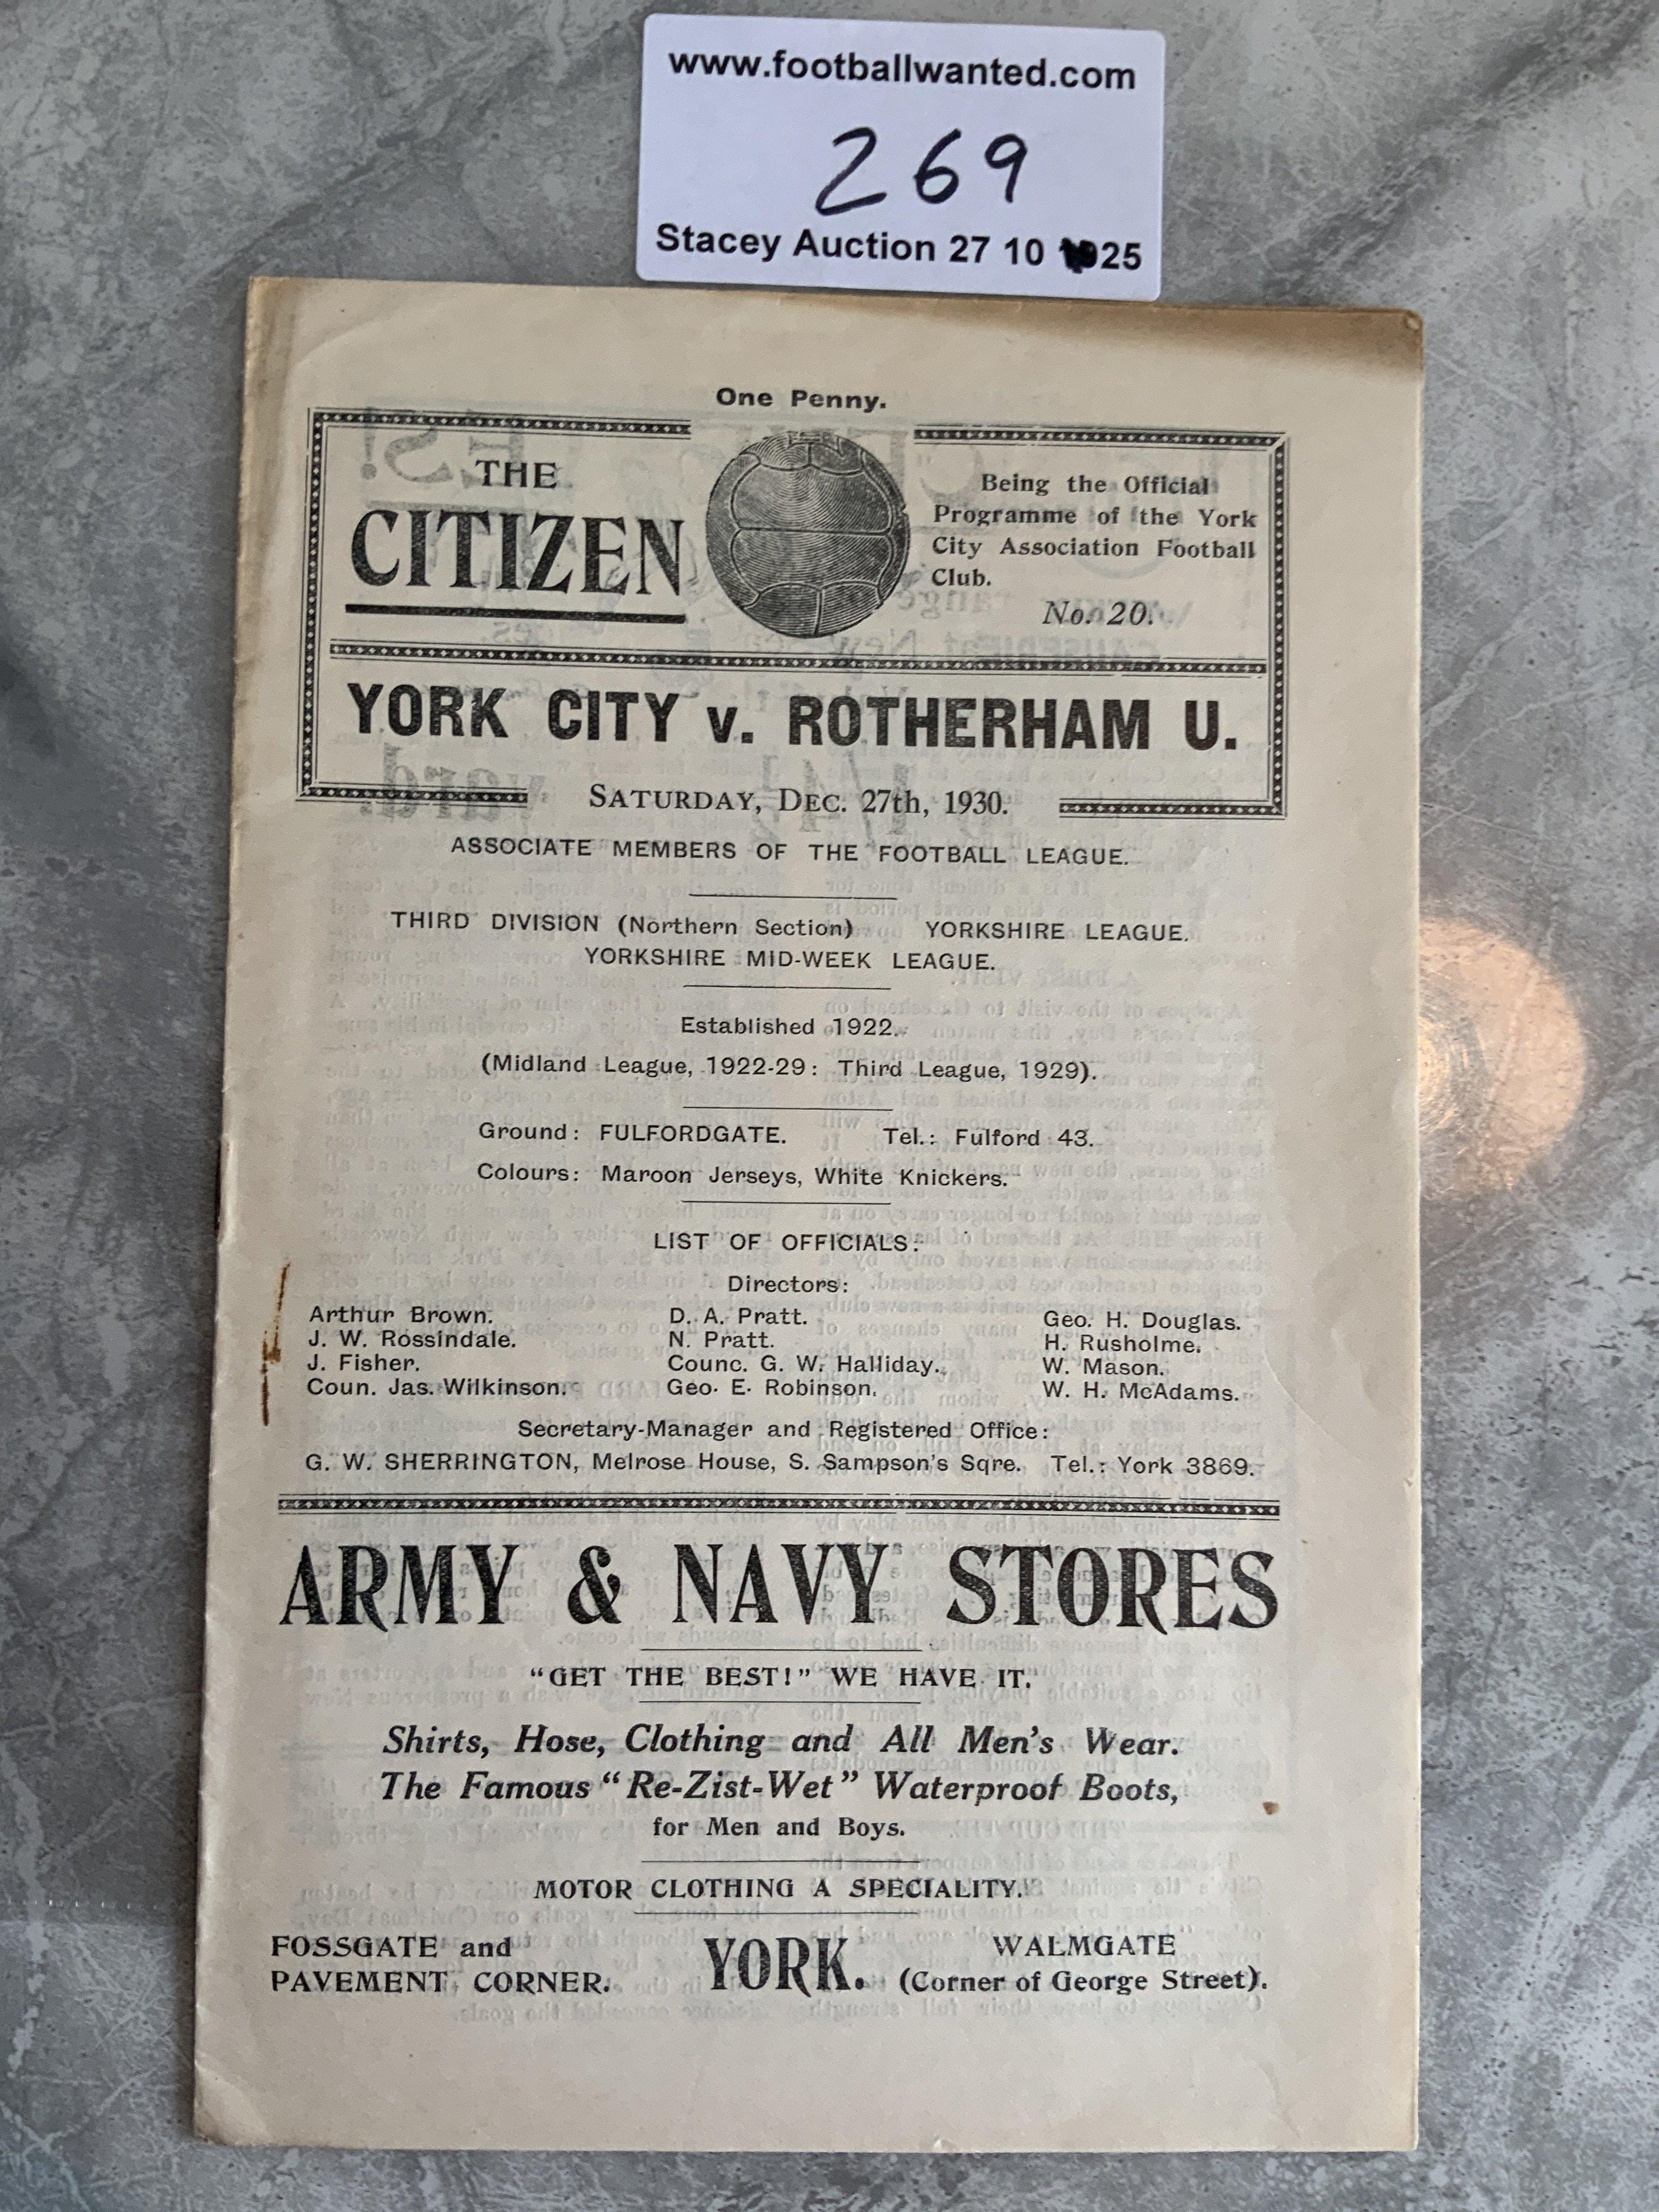 www.footballwanted.com
269
Stacey Auction 27 10 25
One Penny.
THE
CITIZEN
Being the Official
Programme of the York
City Association Football
Club.
No. 20.
YORK CITY v. ROTHERHAM U.
SATURDAY, DEC. 27th, 1930.
ASSOCIATE MEMBERS OF THE FOOTBALL LEAGUE.
THIRD DIVISION (Northern Section) YORKSHIRE LEAGUE.
YORKSHIRE MID-WEEK LEAGUE.
Established 1922.
(Midland League, 1922-29: Third League, 1929).
Ground: FULFORDGATE. Tel.: Fulford 43.
Colours: Maroon Jerseys, White Knickers.
LIST OF OFFICIALS:
Directors:
Arthur Brown. D. A. Pratt. Geo. H. Douglas.
J. W. Rossindale. N. Pratt. H. Rusholme.
J. Fisher. Counc. G. W. Halliday. W. Mason.
Coun. Jas. Wilkinson. Geo. E. Robinson. W. H. McAdams.
Secretary-Manager and Registered Office:
G. W. SHERRINGTON, Melrose House, S. Sampson's Sqre. Tel.: York 3869.
ARMY & NAVY STORES
"GET THE BEST!" WE HAVE IT.
Shirts, Hose, Clothing and All Men's Wear.
The Famous "Re-Zist-Wet" Waterproof Boots,
for Men and Boys.
MOTOR CLOTHING A SPECIALITY.
FOSSGATE and
PAVEMENT CORNER.
YORK.
WALMGATE
(Corner of George Street).